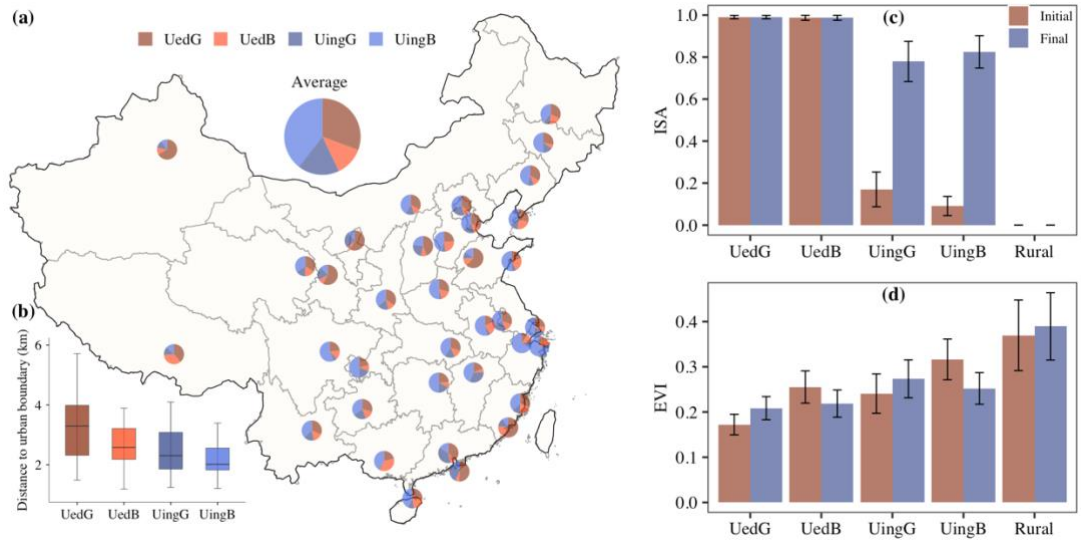 (a)
UedG UedB UingG UingB
Average
(b)
Distance to urban boundary (km)
6
4
2
UedG UedB UingG UingB
(c)
Initial
Final
ISA
1.0
0.8
0.6
0.4
0.2
0.0
UedG UedB UingG UingB Rural
(d)
EVI
0.4
0.3
0.2
0.1
0.0
UedG UedB UingG UingB Rural